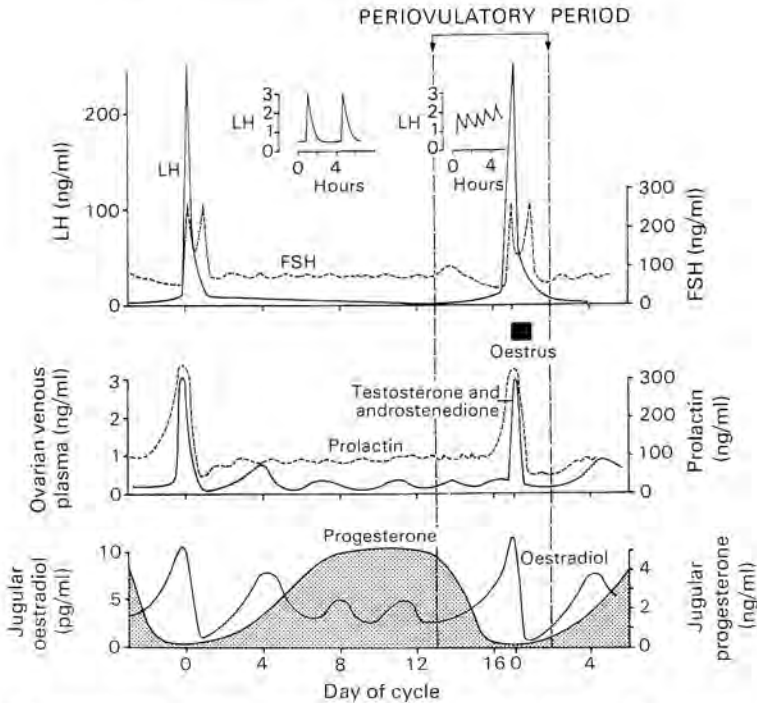 PERIOVULATORY PERIOD
LH (ng/ml)
200
100
0
LH
FSH
LH
3
2
1
0
0 4
Hours
LH
3
2
1
0
0 4
Hours
300
200
100
0
FSH (ng/ml)
Oestrus
Ovarian venous
plasma (ng/ml)
3
2
1
0
Testosterone and
androstenedione
Prolactin
300
200
100
0
Prolactin
(ng/ml)
Jugular
oestradiol
(pg/ml)
10
5
0
Progesterone
Oestradiol
4
2
0
Jugular
progesterone
(ng/ml)
0 4 8 12 16 0 4
Day of cycle